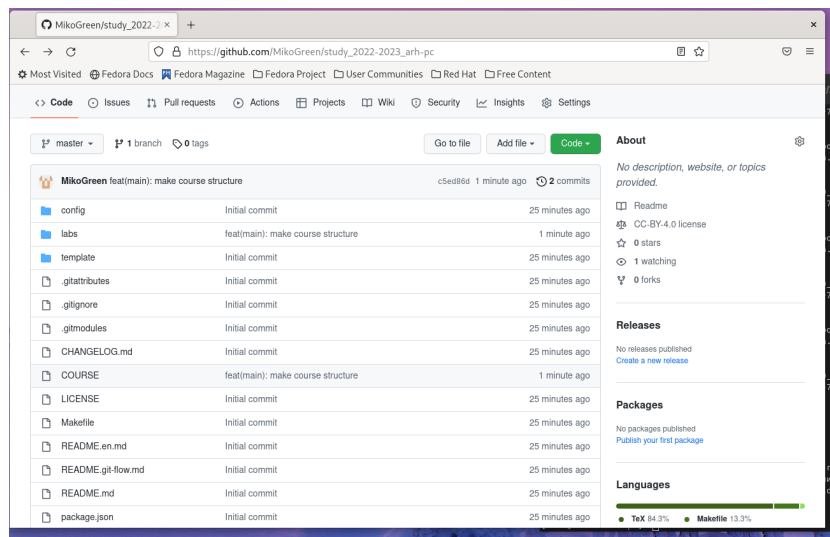 MikoGreen/study_2022-2 × +
×
https://github.com/MikoGreen/study_2022-2023_arh-pc
Most Visited Fedora Docs Fedora Magazine Fedora Project User Communities Red Hat Free Content
Code Issues Pull requests Actions Projects Wiki Security Insights Settings
master 1 branch 0 tags Go to file Add file Code
MikoGreen feat(main): make course structure c5ed86d 1 minute ago 2 commits
config Initial commit 25 minutes ago
labs feat(main): make course structure 1 minute ago
template Initial commit 25 minutes ago
.gitattributes Initial commit 25 minutes ago
.gitignore Initial commit 25 minutes ago
.gitmodules Initial commit 25 minutes ago
CHANGELOG.md Initial commit 25 minutes ago
COURSE feat(main): make course structure 1 minute ago
LICENSE Initial commit 25 minutes ago
Makefile Initial commit 25 minutes ago
README.en.md Initial commit 25 minutes ago
README.git-flow.md Initial commit 25 minutes ago
README.md Initial commit 25 minutes ago
package.json Initial commit 25 minutes ago
About
No description, website, or topics
provided.
Readme
CC-BY-4.0 license
0 stars
1 watching
0 forks
Releases
No releases published
Create a new release
Packages
No packages published
Publish your first package
Languages
TeX 84.3% Makefile 13.3%